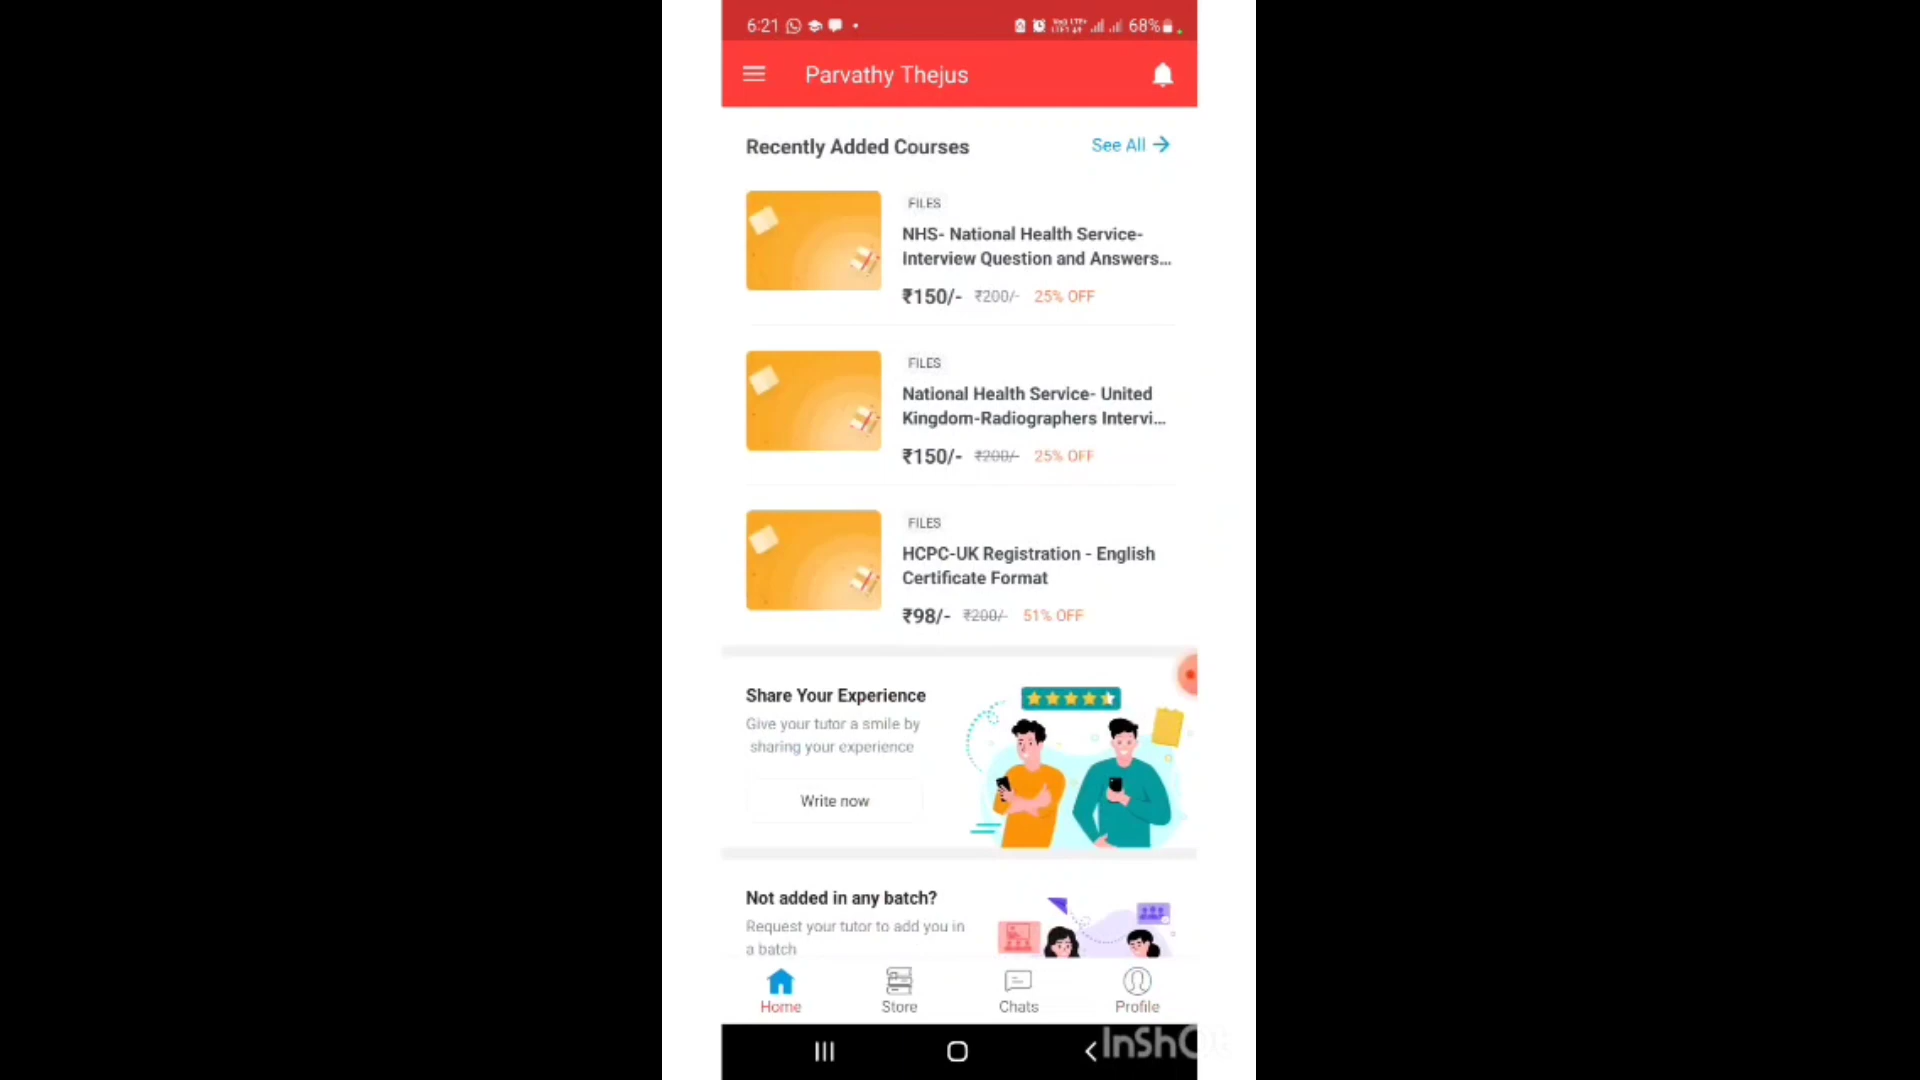 6:21
68%
Parvathy Thejus
Recently Added Courses
See All
FILES
NHS- National Health Service-
Interview Question and Answers...
₹150/- ₹200/- 25% OFF
FILES
National Health Service- United
Kingdom-Radiographers Intervi...
₹150/- ₹200/- 25% OFF
FILES
HCPC-UK Registration - English
Certificate Format
₹98/- ₹200/- 51% OFF
Share Your Experience
Give your tutor a smile by
sharing your experience
Write now
Not added in any batch?
Request your tutor to add you in
a batch
Home
Store
Chats
Profile
InShOt